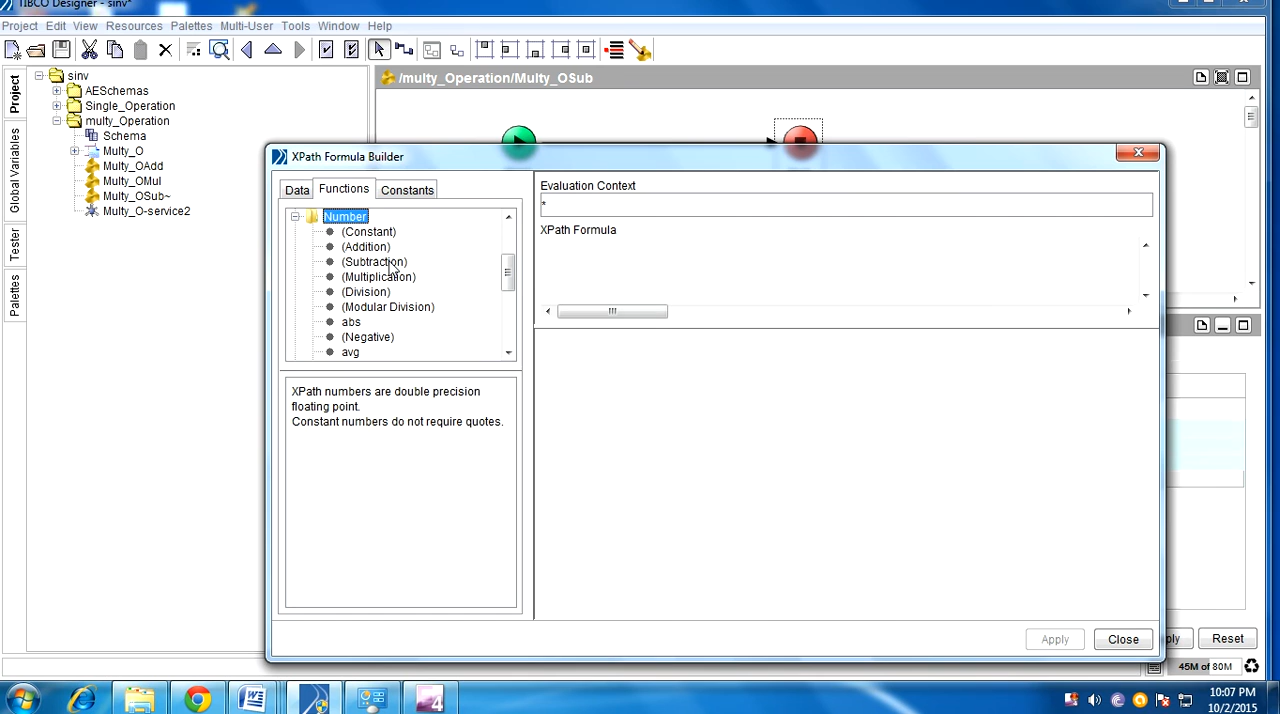 TIBCO Designer - sinv*
Project Edit View Resources Palettes Multi-User Tools Window Help
Project
Global Variables
Tester
Palettes
sinv
AESchemas
Single_Operation
multy_Operation
Schema
Multy_O
Multy_OAdd
Multy_OMul
Multy_OSub~
Multy_O-service2
/multy_Operation/Multy_OSub
XPath Formula Builder
Data Functions Constants
Number
(Constant)
(Addition)
(Subtraction)
(Multiplication)
(Division)
(Modular Division)
abs
(Negative)
avg
XPath numbers are double precision
floating point.
Constant numbers do not require quotes.
Evaluation Context
*
XPath Formula
Apply Close
ply Reset
45M of 80M
10:07 PM
10/2/2015